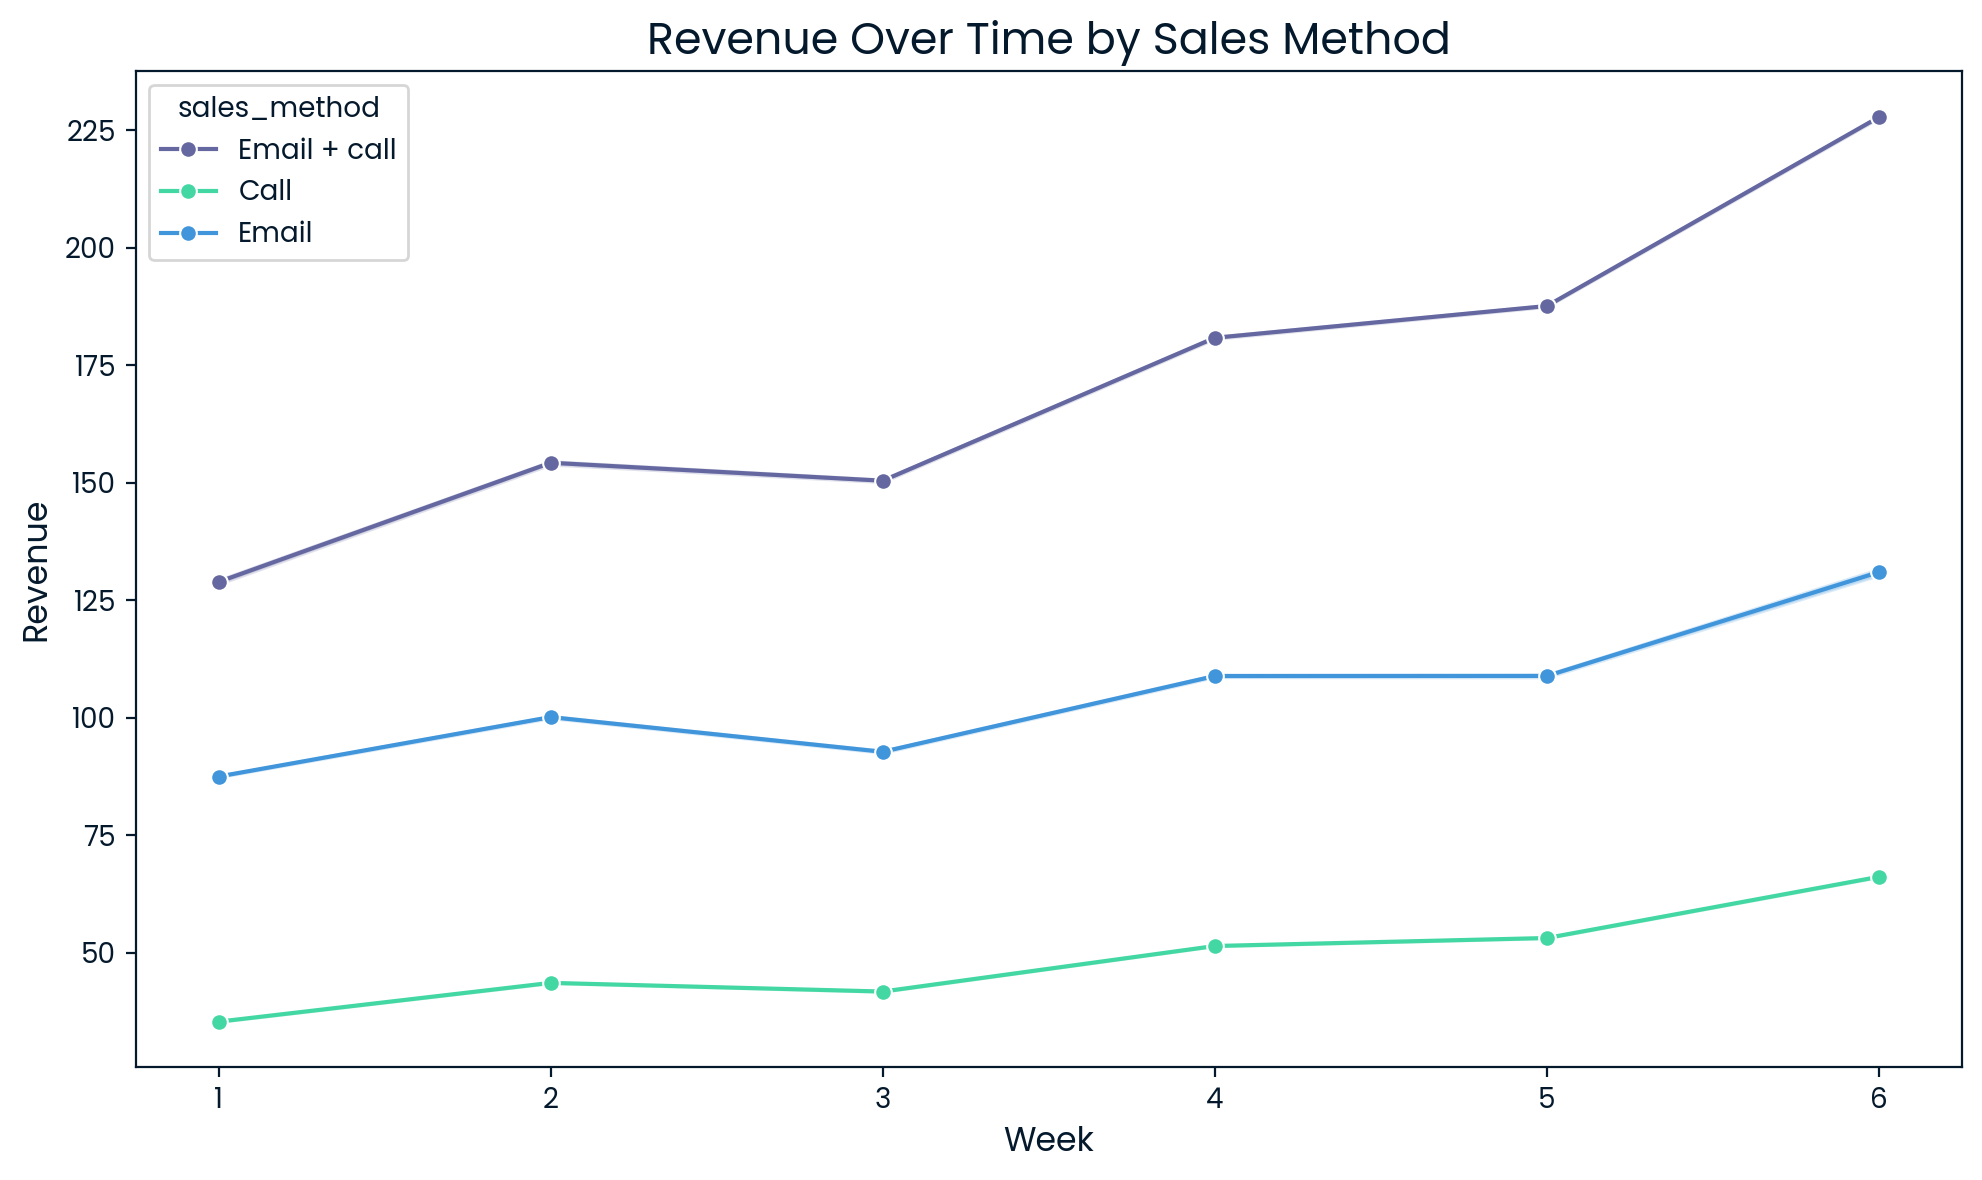 Revenue Over Time by Sales Method
sales_method
Email + call
Call
Email
225
200
175
150
125
100
75
50
Revenue
1 2 3 4 5 6
Week